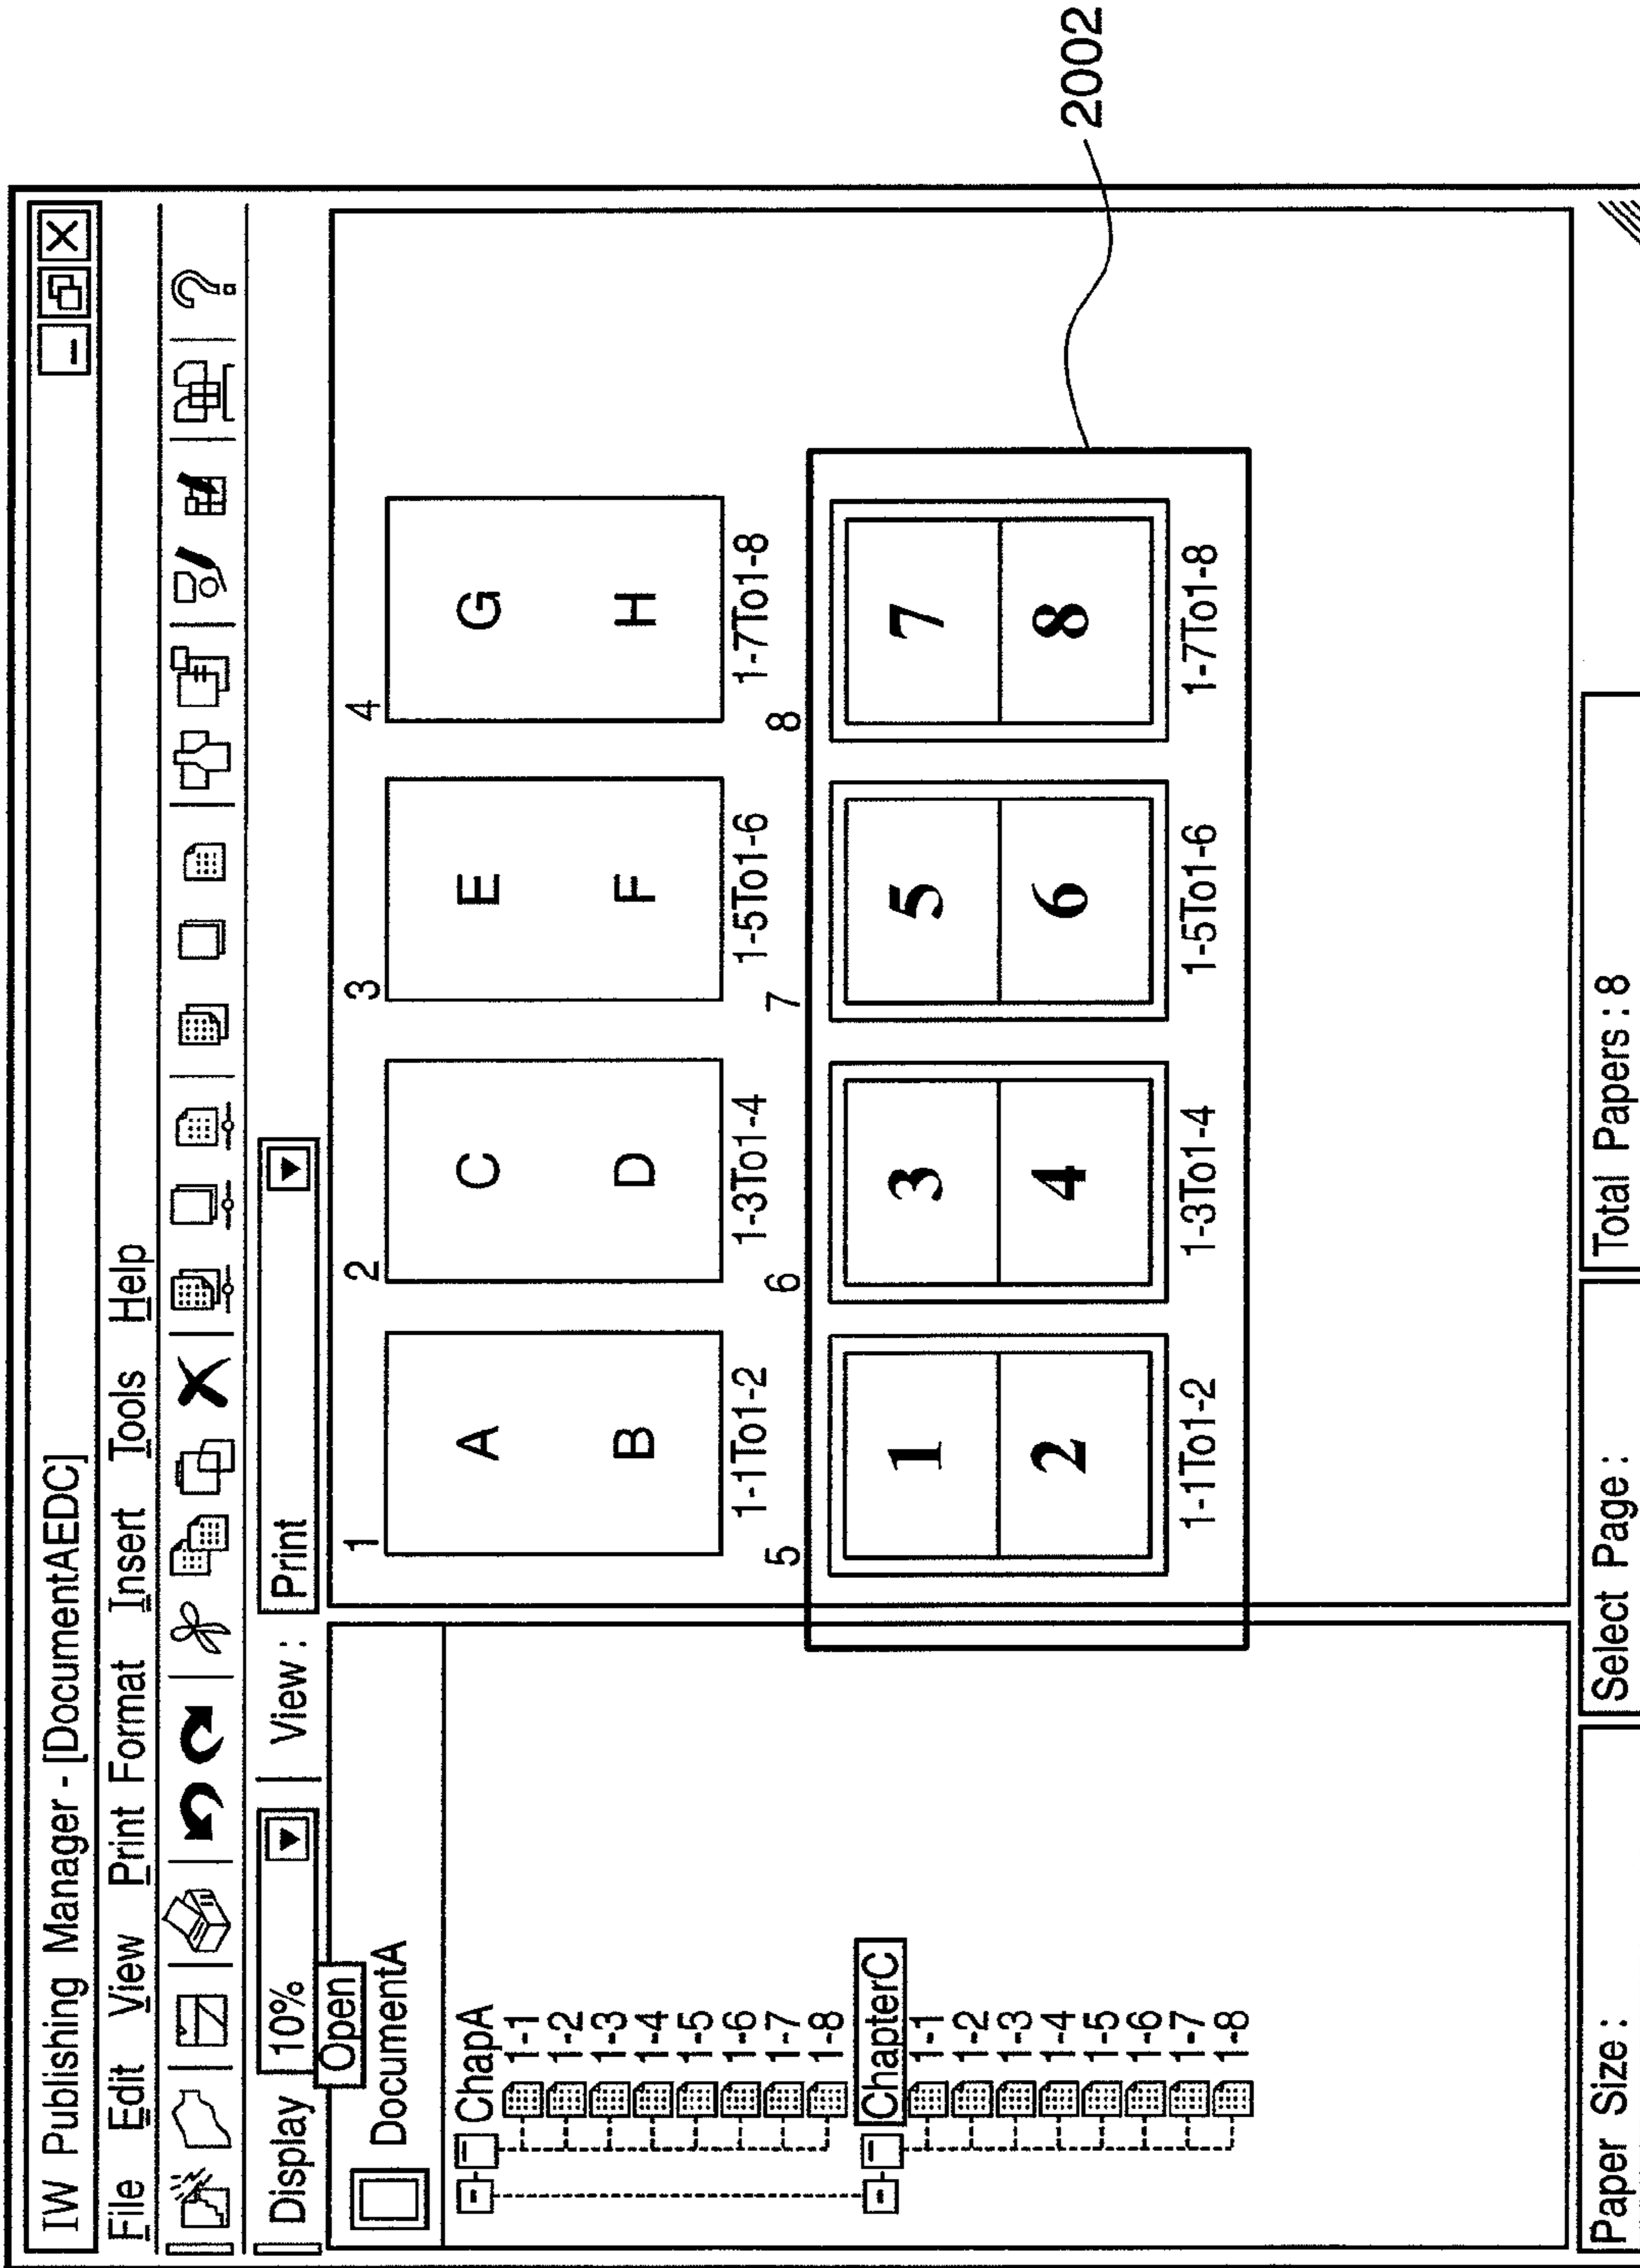 IW Publishing Manager - [DocumentAEDC]
File Edit View Print Format Insert Tools Help
Display 10% View : Print
Open
DocumentA
ChapA
1-1
1-2
1-3
1-4
1-5
1-6
1-7
1-8
ChapterC
1-1
1-2
1-3
1-4
1-5
1-6
1-7
1-8
1 2 3 4
A C E G
B D F H
1-1To1-2 1-3To1-4 1-5To1-6 1-7To1-8
5 6 7 8
1 3 5 7
2 4 6 8
1-1To1-2 1-3To1-4 1-5To1-6 1-7To1-8
2002
Paper Size : Select Page : Total Papers : 8